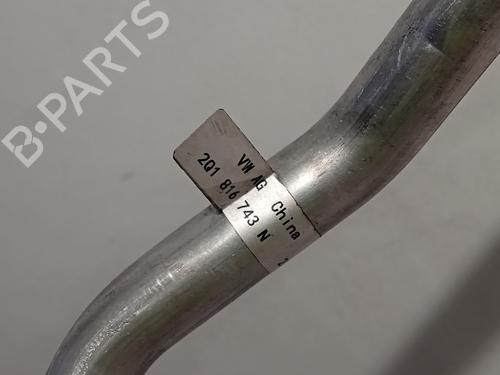 B-PARTS
VW AG China
2Q1 816 743 N